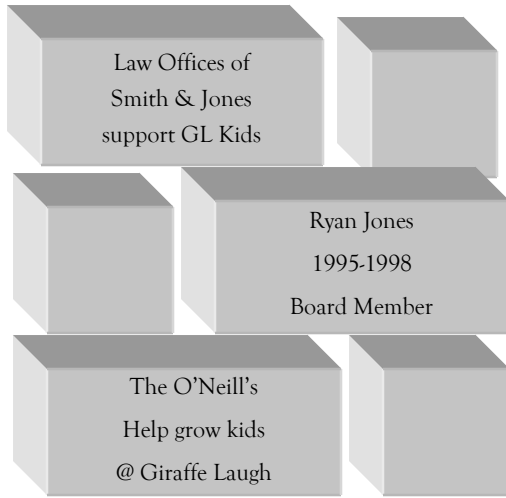 Law Offices of
Smith & Jones
support GL Kids
Ryan Jones
1995-1998
Board Member
The O’Neill’s
Help grow kids
@ Giraffe Laugh